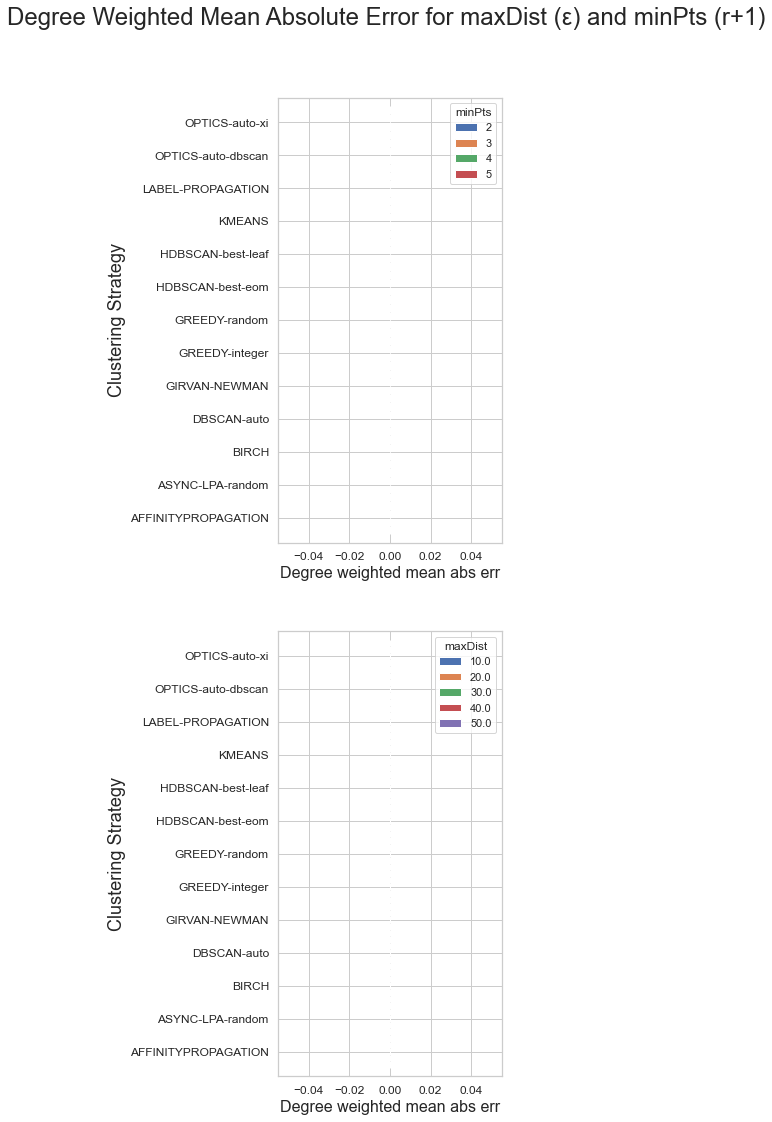 Degree Weighted Mean Absolute Error for maxDist (ε) and minPts (r+1)
Clustering Strategy
OPTICS-auto-xi
OPTICS-auto-dbscan
LABEL-PROPAGATION
KMEANS
HDBSCAN-best-leaf
HDBSCAN-best-eom
GREEDY-random
GREEDY-integer
GIRVAN-NEWMAN
DBSCAN-auto
BIRCH
ASYNC-LPA-random
AFFINITYPROPAGATION
minPts
2
3
4
5
−0.04 −0.02 0.00 0.02 0.04
Degree weighted mean abs err
Clustering Strategy
OPTICS-auto-xi
OPTICS-auto-dbscan
LABEL-PROPAGATION
KMEANS
HDBSCAN-best-leaf
HDBSCAN-best-eom
GREEDY-random
GREEDY-integer
GIRVAN-NEWMAN
DBSCAN-auto
BIRCH
ASYNC-LPA-random
AFFINITYPROPAGATION
maxDist
10.0
20.0
30.0
40.0
50.0
−0.04 −0.02 0.00 0.02 0.04
Degree weighted mean abs err